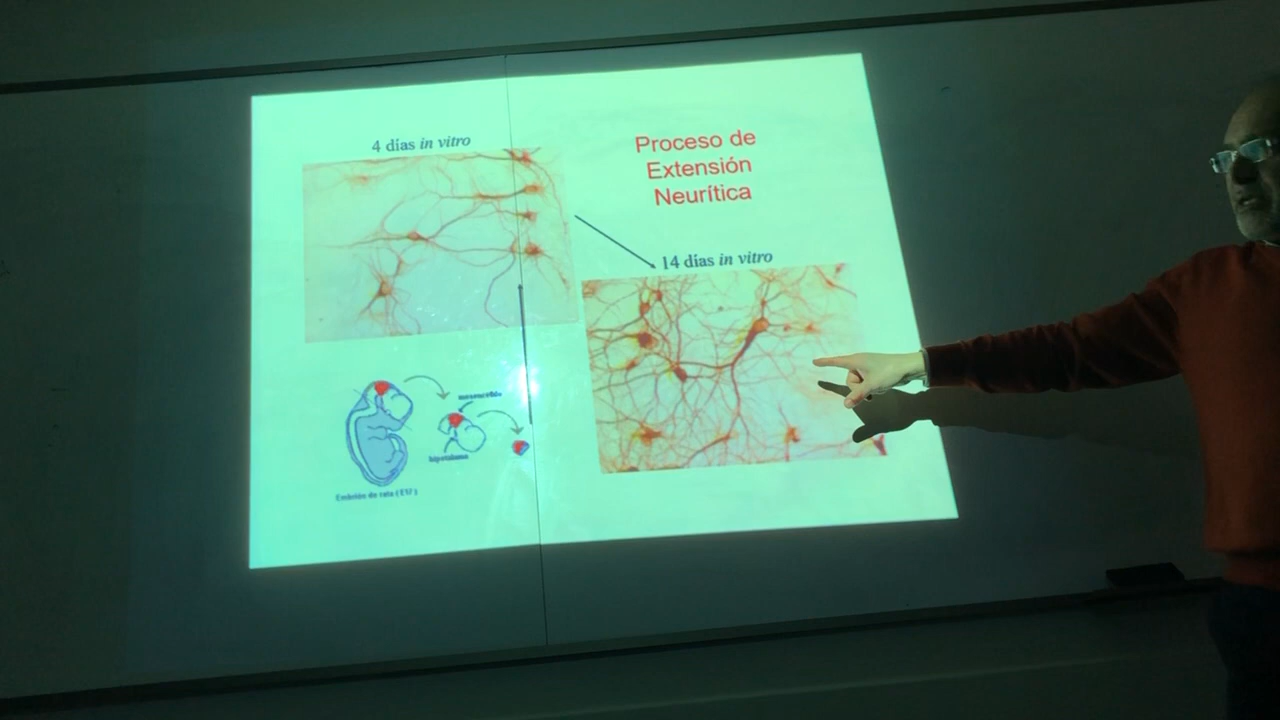 4 días in vitro
Proceso de
Extensión
Neurítica
14 días in vitro
mesencéfalo
hipotálamo
Embrión de rata (E17)